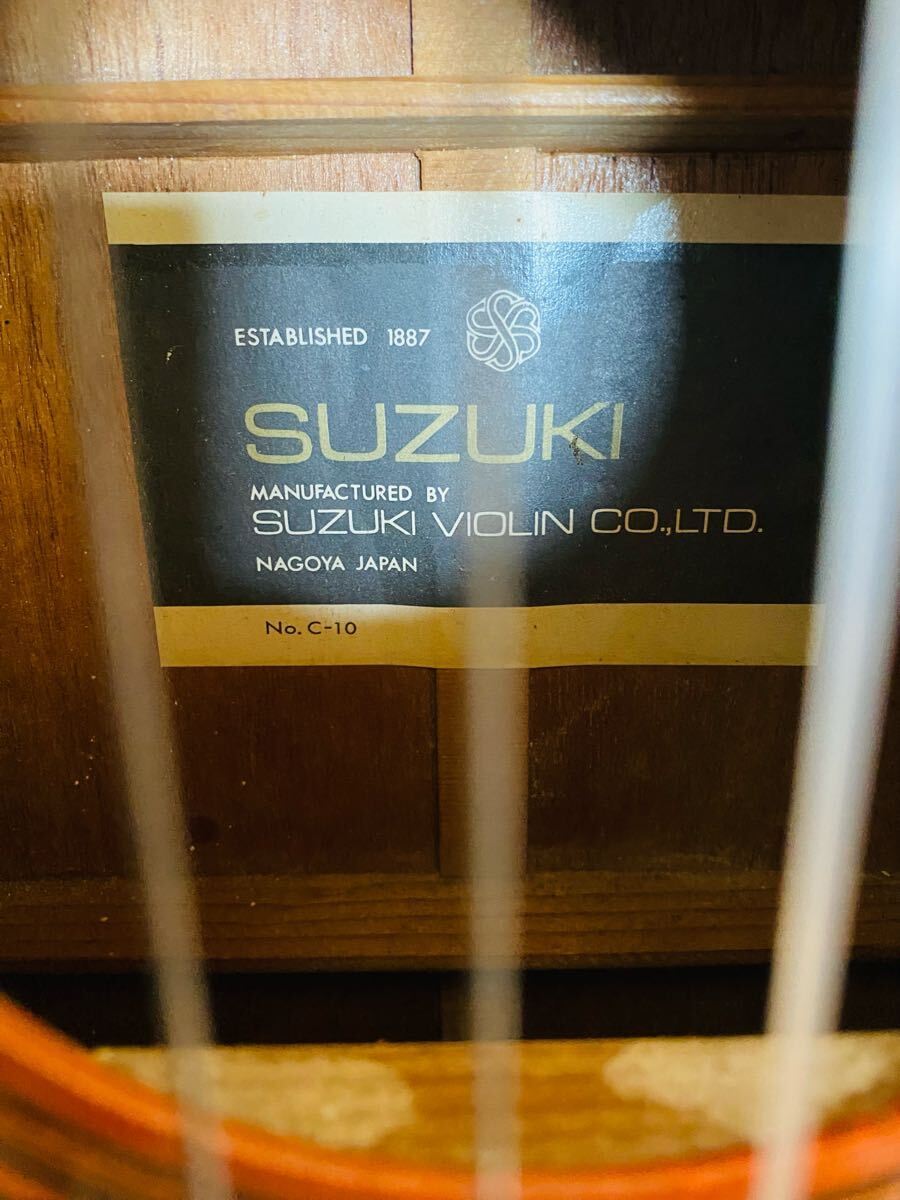 ESTABLISHED 1887
SUZUKI
MANUFACTURED BY
SUZUKI VIOLIN CO.,LTD.
NAGOYA JAPAN
No. C-10